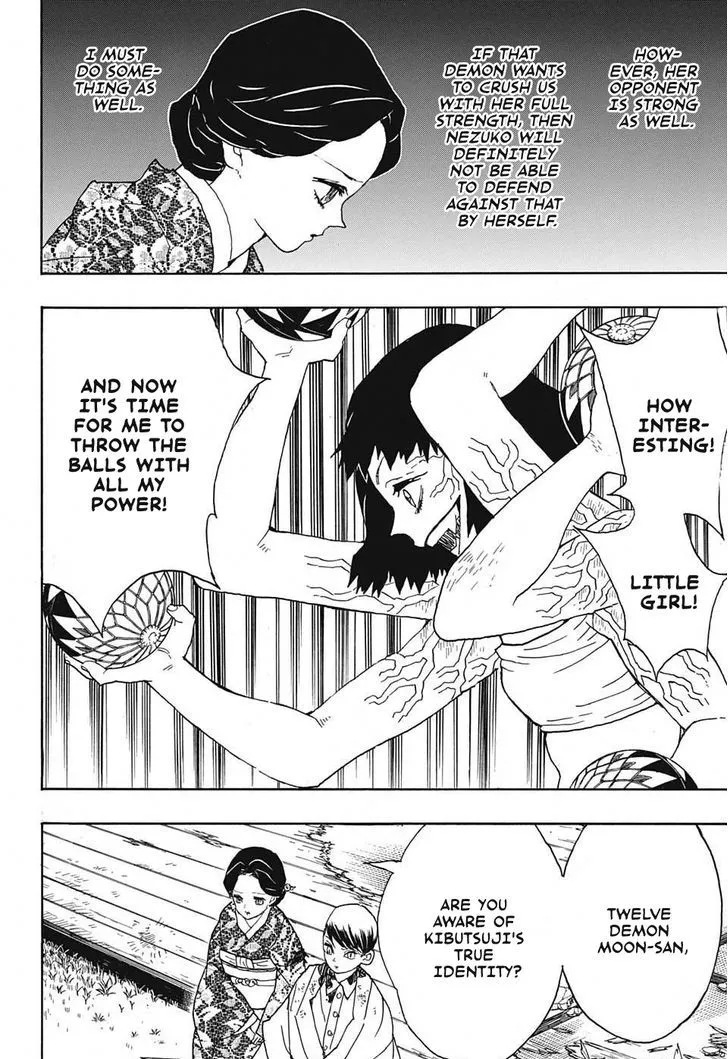 HOW-
EVER, HER
OPPONENT
IS STRONG
AS WELL.
IF THAT
DEMON WANTS
TO CRUSH US
WITH HER FULL
STRENGTH, THEN
NEZUKO WILL
DEFINITELY
NOT BE ABLE
TO DEFEND
AGAINST THAT
BY HERSELF.
I MUST
DO SOME-
THING AS
WELL.
HOW
INTER-
ESTING!
LITTLE
GIRL!
AND NOW
IT'S TIME
FOR ME TO
THROW THE
BALLS WITH
ALL MY
POWER!
TWELVE
DEMON
MOON-SAN,
ARE YOU
AWARE OF
KIBUTSUJI'S
TRUE
IDENTITY?